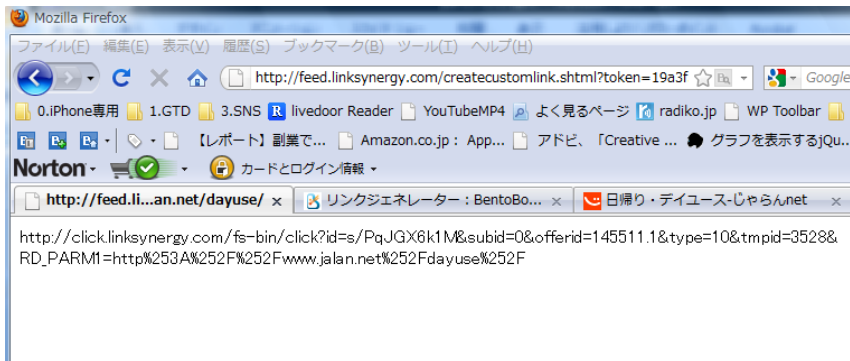 Mozilla Firefox
ファイル(F) 編集(E) 表示(V) 履歴(S) ブックマーク(B) ツール(T) ヘルプ(H)
http://feed.linksynergy.com/createcustomlink.shtml?token=19a3f Google
0.iPhone専用 1.GTD 3.SNS R livedoor Reader YouTubeMP4 よく見るページ radiko.jp WP Toolbar
【レポート】副業で... Amazon.co.jp： App... アドビ、「Creative ... グラフを表示するjQu...
Norton カードとログイン情報
http://feed.li...an.net/dayuse/ x リンクジェネレーター：BentoBo... x 日帰り・デイユース-じゃらんnet x
http://click.linksynergy.com/fs-bin/click?id=s/PqJGX6k1M&subid=0&offerid=145511.1&type=10&tmpid=3528&
RD_PARM1=http%253A%252F%252Fwww.jalan.net%252Fdayuse%252F